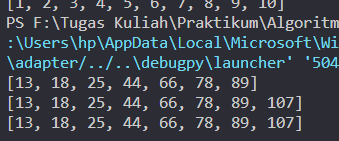 [1, 2, 3, 4, 5, 6, 7, 8, 9, 10]
PS F:\Tugas Kuliah\Praktikum\Algoritm
:\Users\hp\AppData\Local\Microsoft\Wi
\adapter/../..\debugpy\launcher' '504
[13, 18, 25, 44, 66, 78, 89]
[13, 18, 25, 44, 66, 78, 89, 107]
[13, 18, 25, 44, 66, 78, 89, 107]